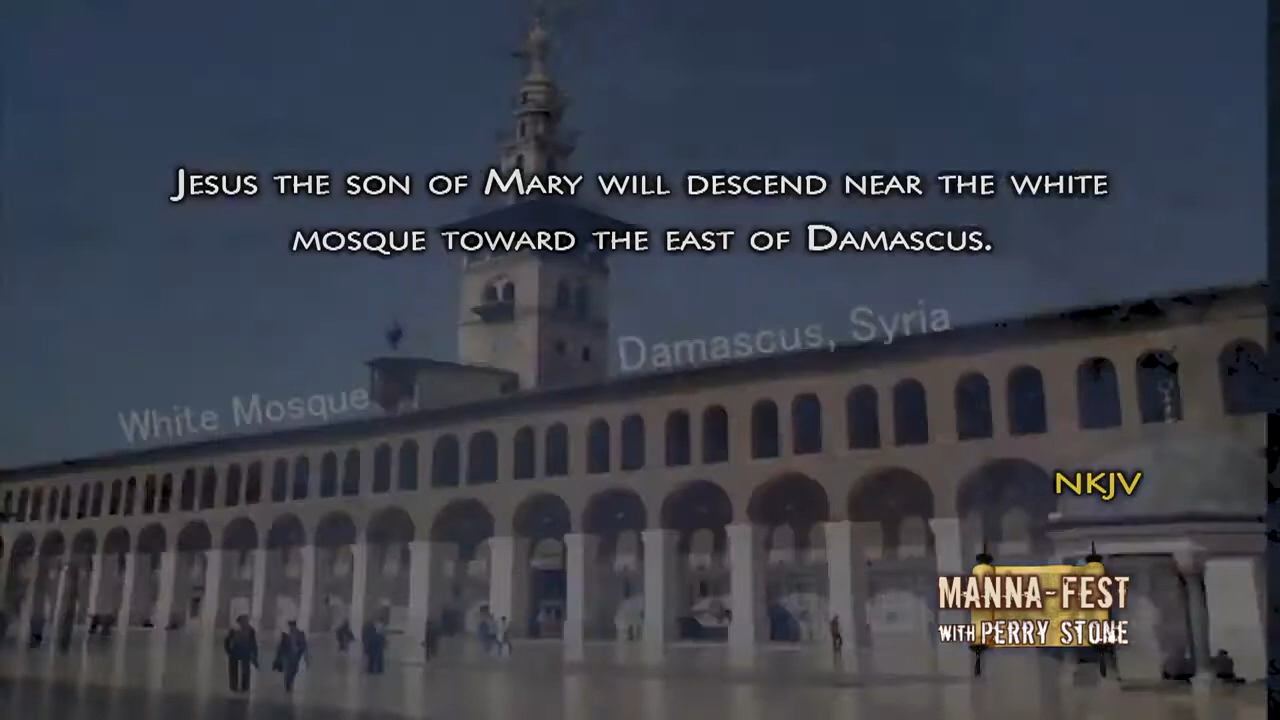 Jesus the son of Mary will descend near the white
mosque toward the east of Damascus.
Damascus, Syria
White Mosque
NKJV
MANNA-FEST
WITH PERRY STONE